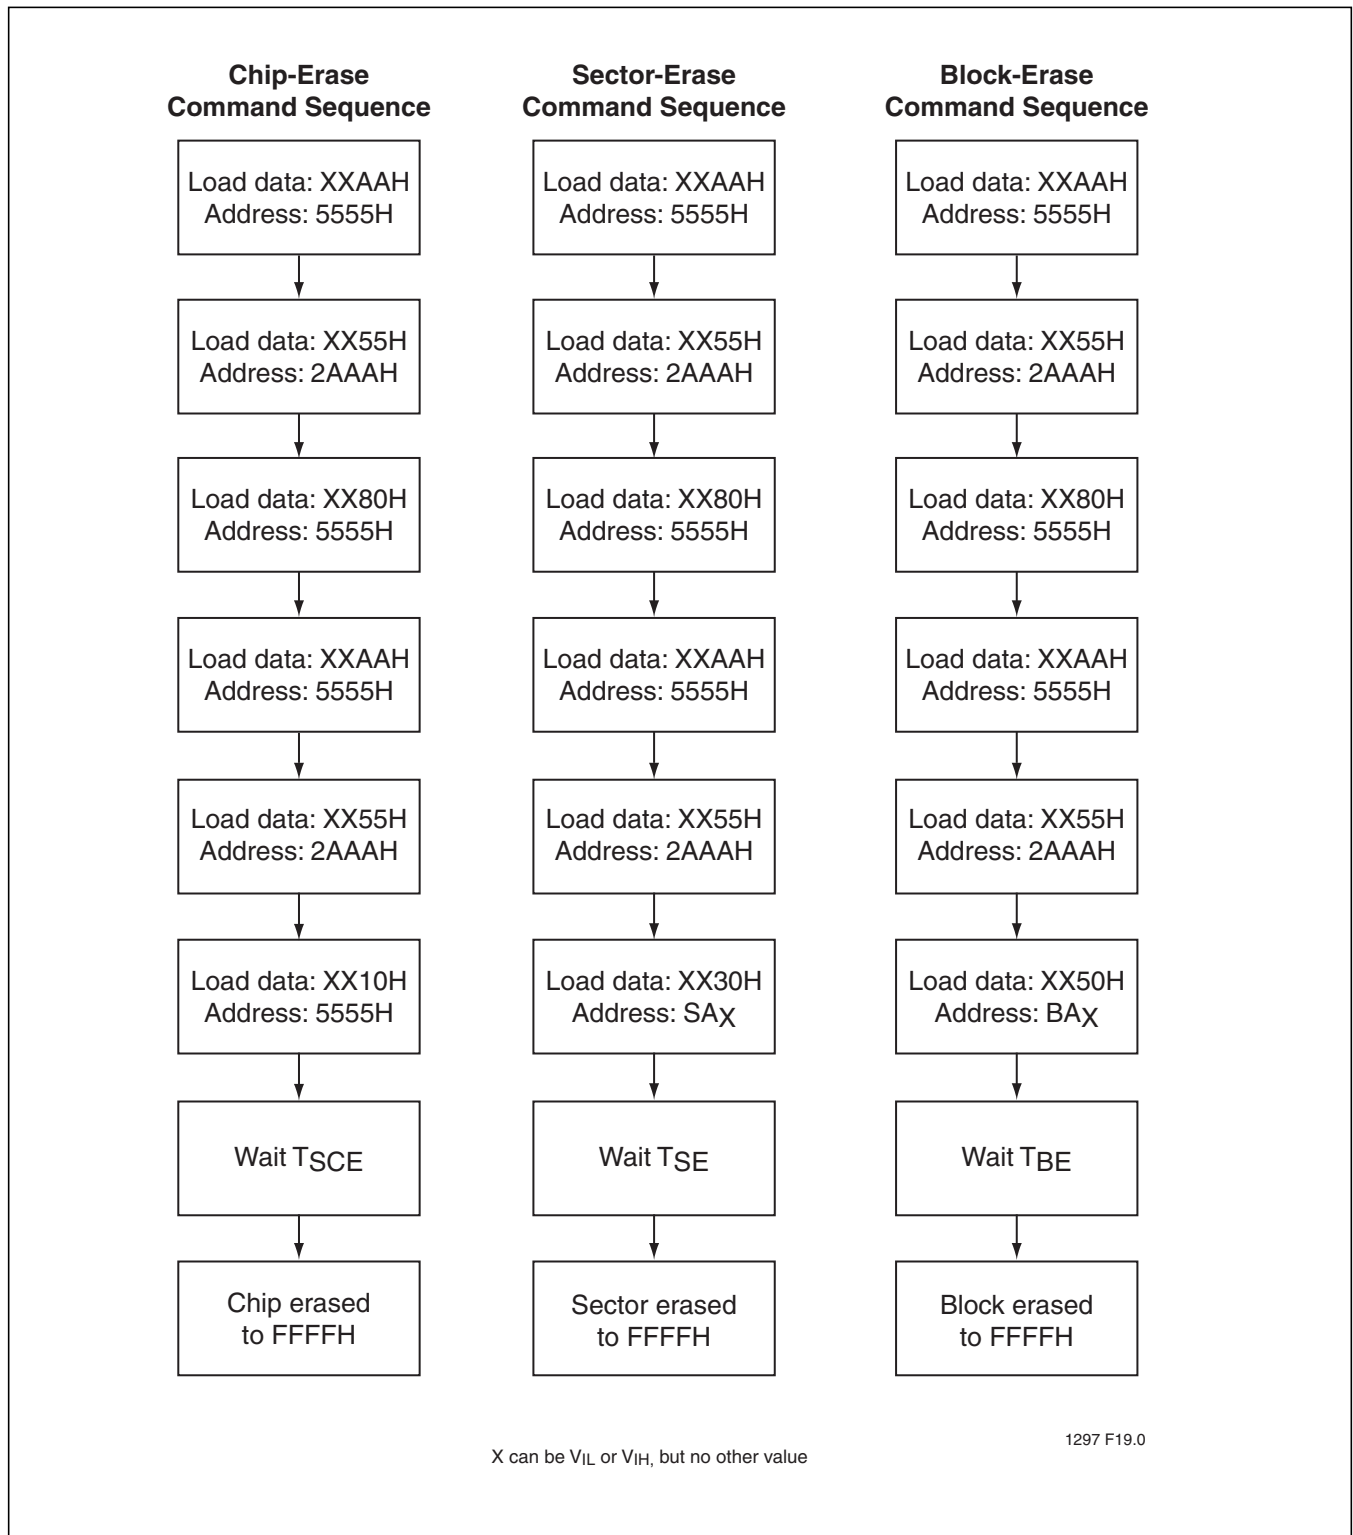 Chip-Erase
Command Sequence
Load data: XXAAH
Address: 5555H
Load data: XX55H
Address: 2AAAH
Load data: XX80H
Address: 5555H
Load data: XXAAH
Address: 5555H
Load data: XX55H
Address: 2AAAH
Load data: XX10H
Address: 5555H
Wait TSCE
Chip erased
to FFFFH
Sector-Erase
Command Sequence
Load data: XXAAH
Address: 5555H
Load data: XX55H
Address: 2AAAH
Load data: XX80H
Address: 5555H
Load data: XXAAH
Address: 5555H
Load data: XX55H
Address: 2AAAH
Load data: XX30H
Address: SAX
Wait TSE
Sector erased
to FFFFH
Block-Erase
Command Sequence
Load data: XXAAH
Address: 5555H
Load data: XX55H
Address: 2AAAH
Load data: XX80H
Address: 5555H
Load data: XXAAH
Address: 5555H
Load data: XX55H
Address: 2AAAH
Load data: XX50H
Address: BAX
Wait TBE
Block erased
to FFFFH
1297 F19.0
X can be VIL or VIH, but no other value